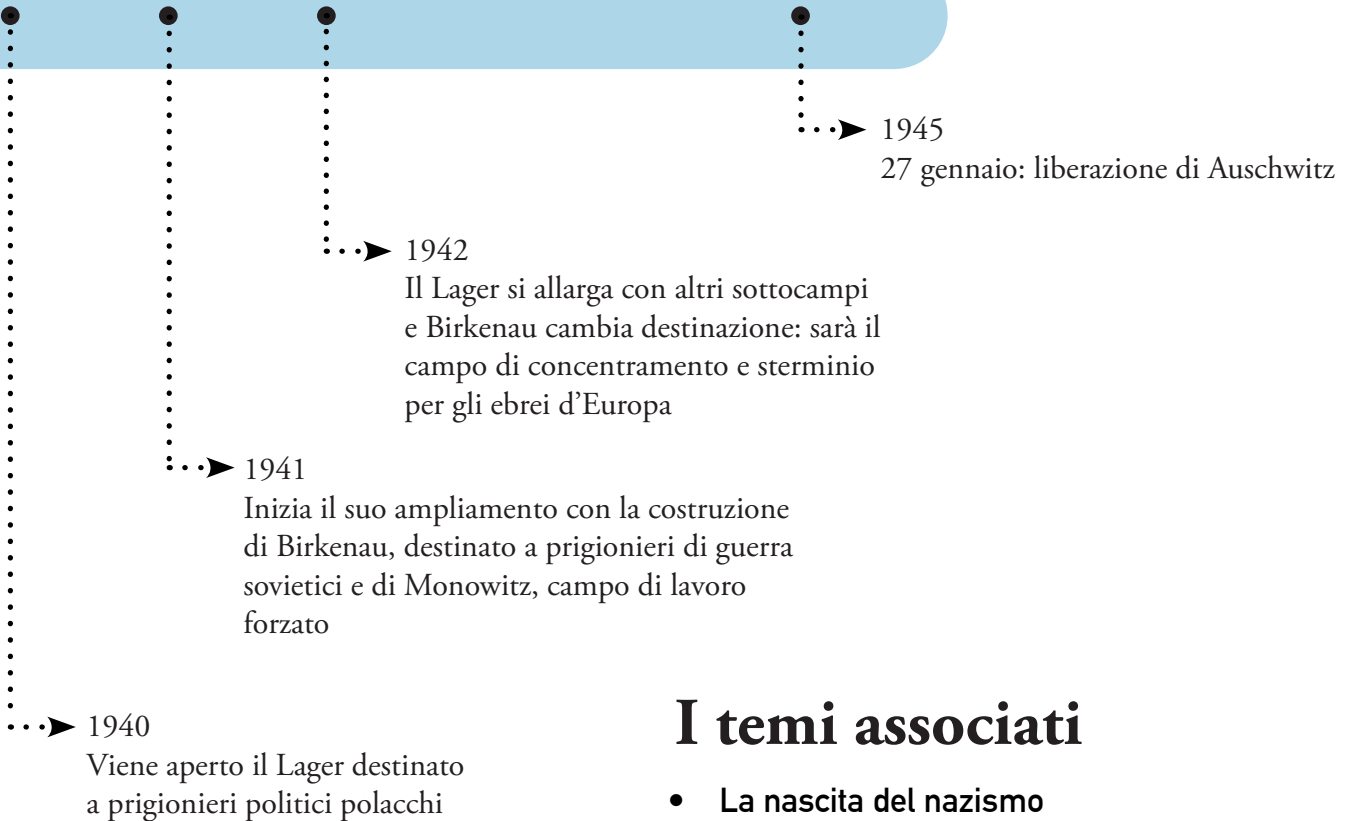 1945
27 gennaio: liberazione di Auschwitz
1942
Il Lager si allarga con altri sottocampi
e Birkenau cambia destinazione: sarà il
campo di concentramento e sterminio
per gli ebrei d’Europa
1941
Inizia il suo ampliamento con la costruzione
di Birkenau, destinato a prigionieri di guerra
sovietici e di Monowitz, campo di lavoro
forzato
1940
Viene aperto il Lager destinato
a prigionieri politici polacchi
I temi associati
• La nascita del nazismo